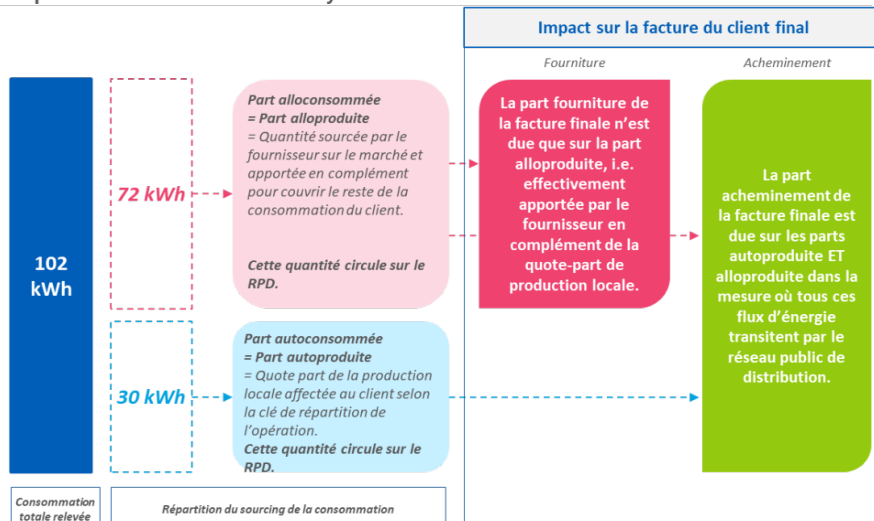 Impact sur la facture du client final
Fourniture
Acheminement
102
kWh
72 kWh
Part alloconsommée
= Part alloproduite
= Quantité sourcée par le
fournisseur sur le marché et
apportée en complément
pour couvrir le reste de la
consommation du client.
Cette quantité circule sur le
RPD.
La part fourniture de
la facture finale n’est
due que sur la part
alloproduite, i.e.
effectivement
apportée par le
fournisseur en
complément de la
quote-part de
production locale.
La part
acheminement de
la facture finale est
due sur les parts
autoproduite ET
alloproduite dans la
mesure où tous ces
flux d’énergie
transitent par le
réseau public de
distribution.
30 kWh
Part autoconsommée
= Part autoproduite
= Quote part de la production
locale affectée au client selon
la clé de répartition de
l’opération.
Cette quantité circule sur le
RPD.
Consommation
totale relevée
Répartition du sourcing de la consommation